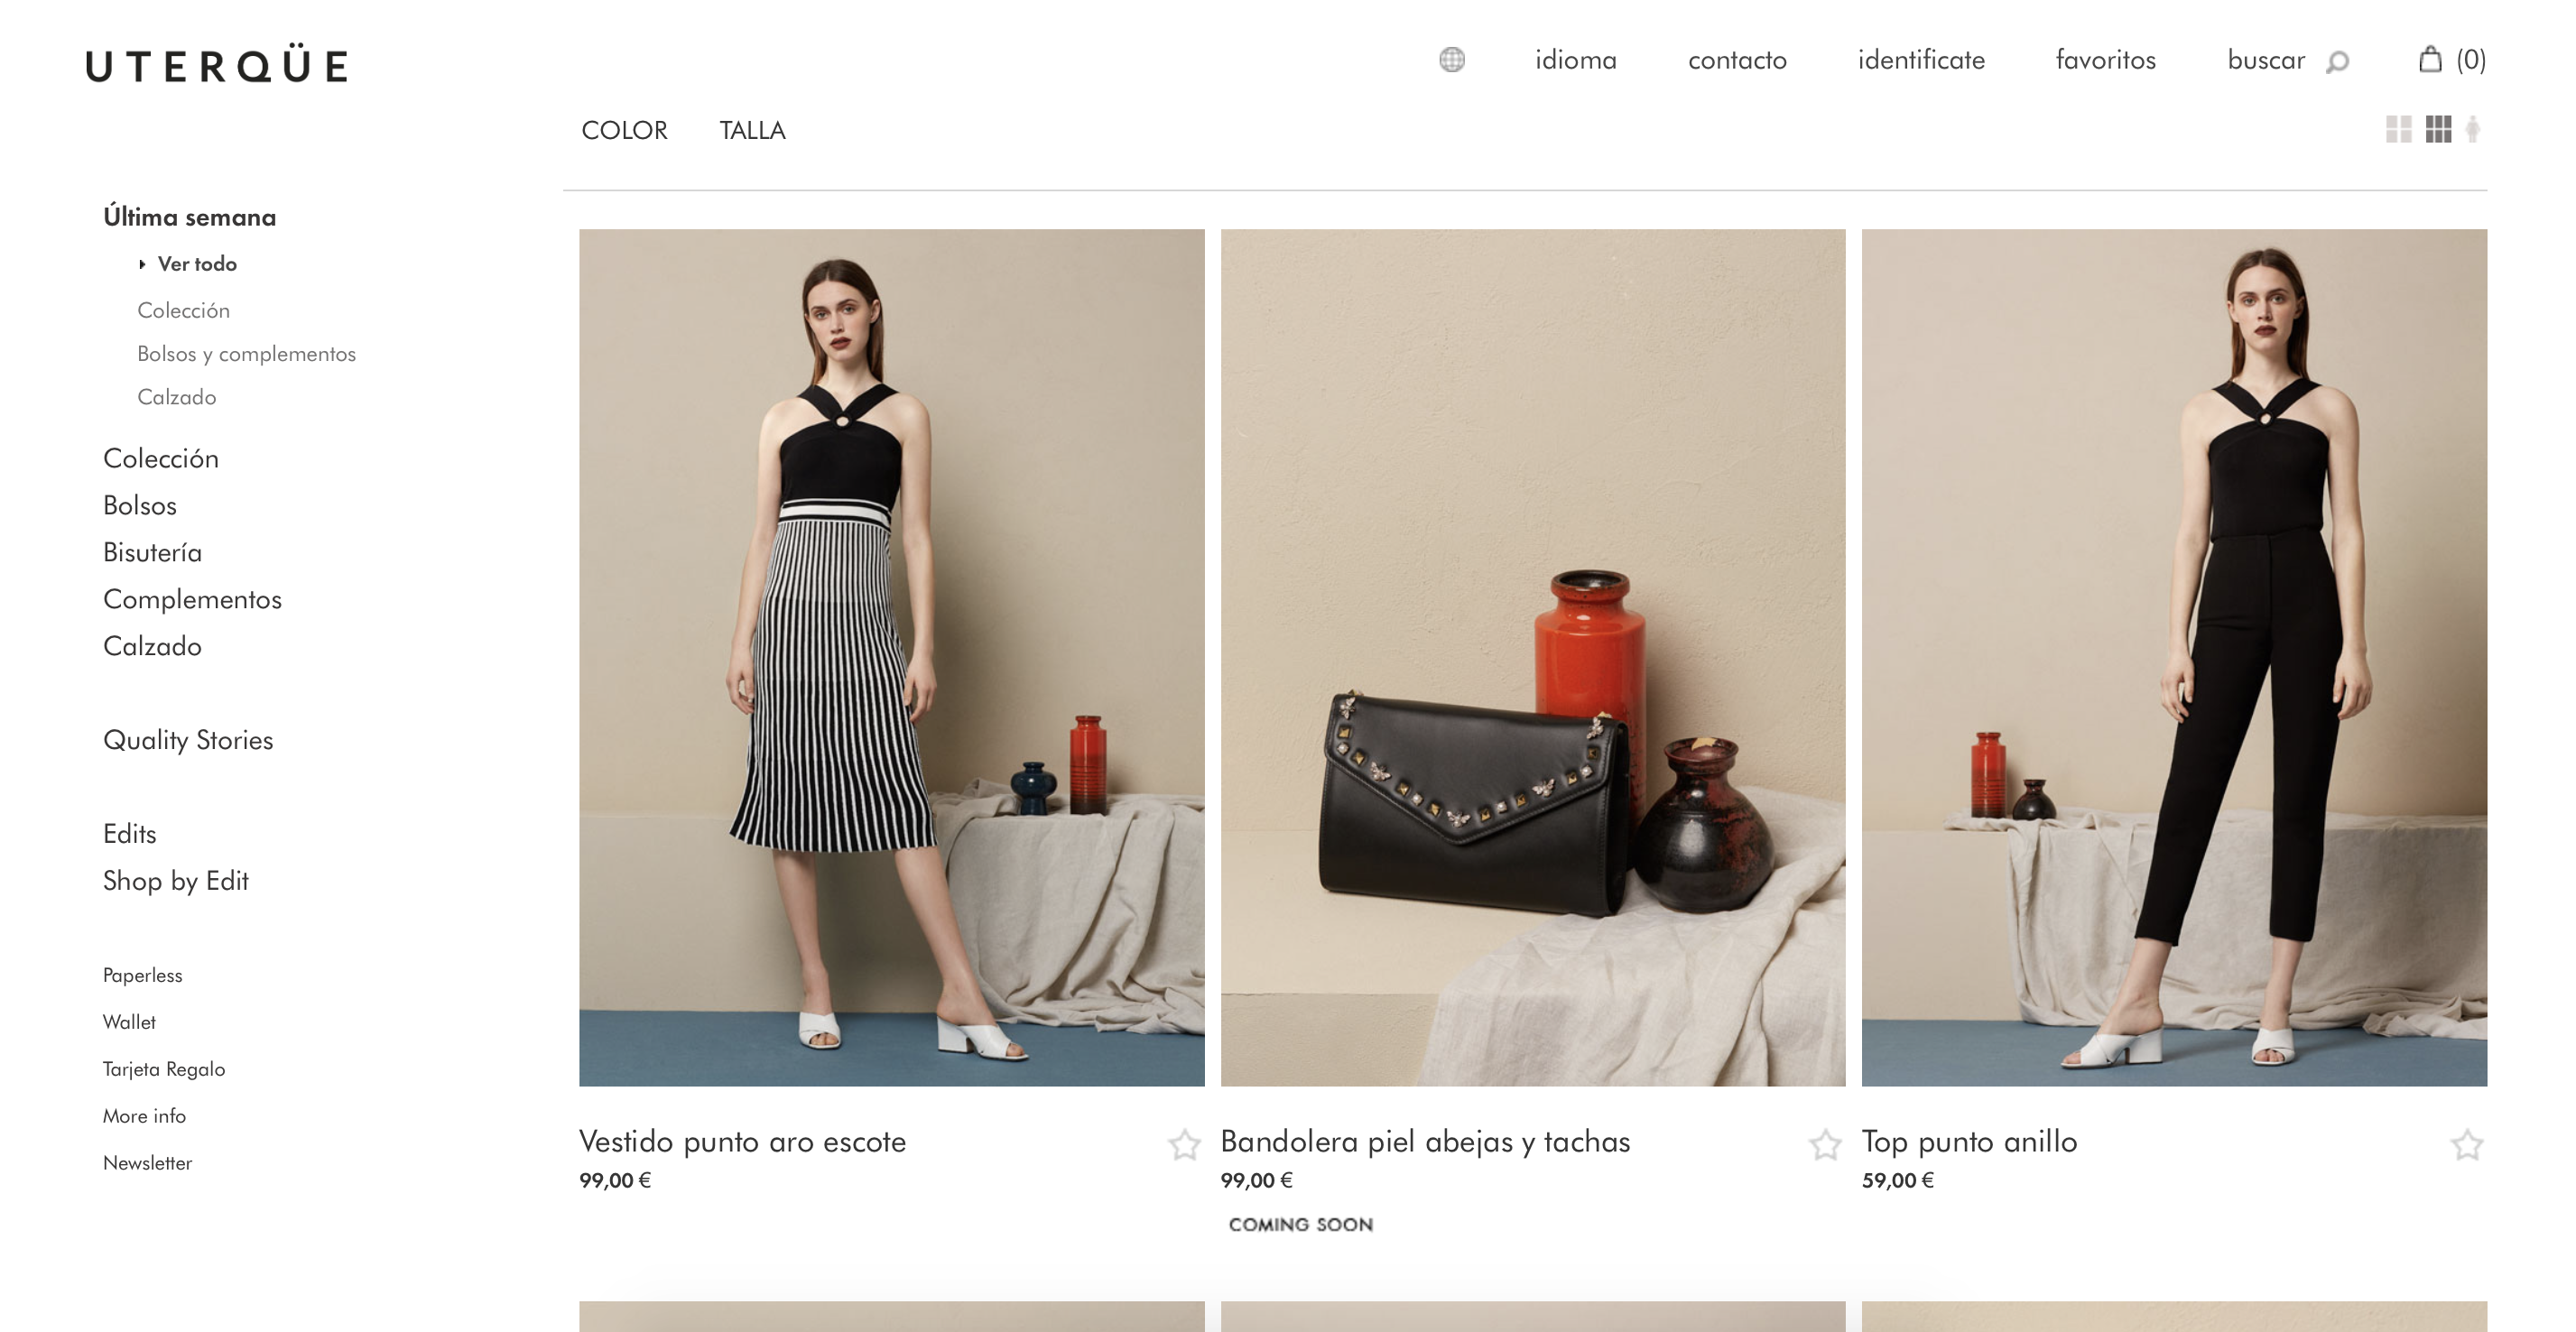 UTERQÜE
idioma contacto identificate favoritos buscar (0)
COLOR TALLA
Última semana
Ver todo
Colección
Bolsos y complementos
Calzado
Colección
Bolsos
Bisutería
Complementos
Calzado
Quality Stories
Edits
Shop by Edit
Paperless
Wallet
Tarjeta Regalo
More info
Newsletter
Vestido punto aro escote
99,00 €
Bandolera piel abejas y tachas
99,00 €
COMING SOON
Top punto anillo
59,00 €